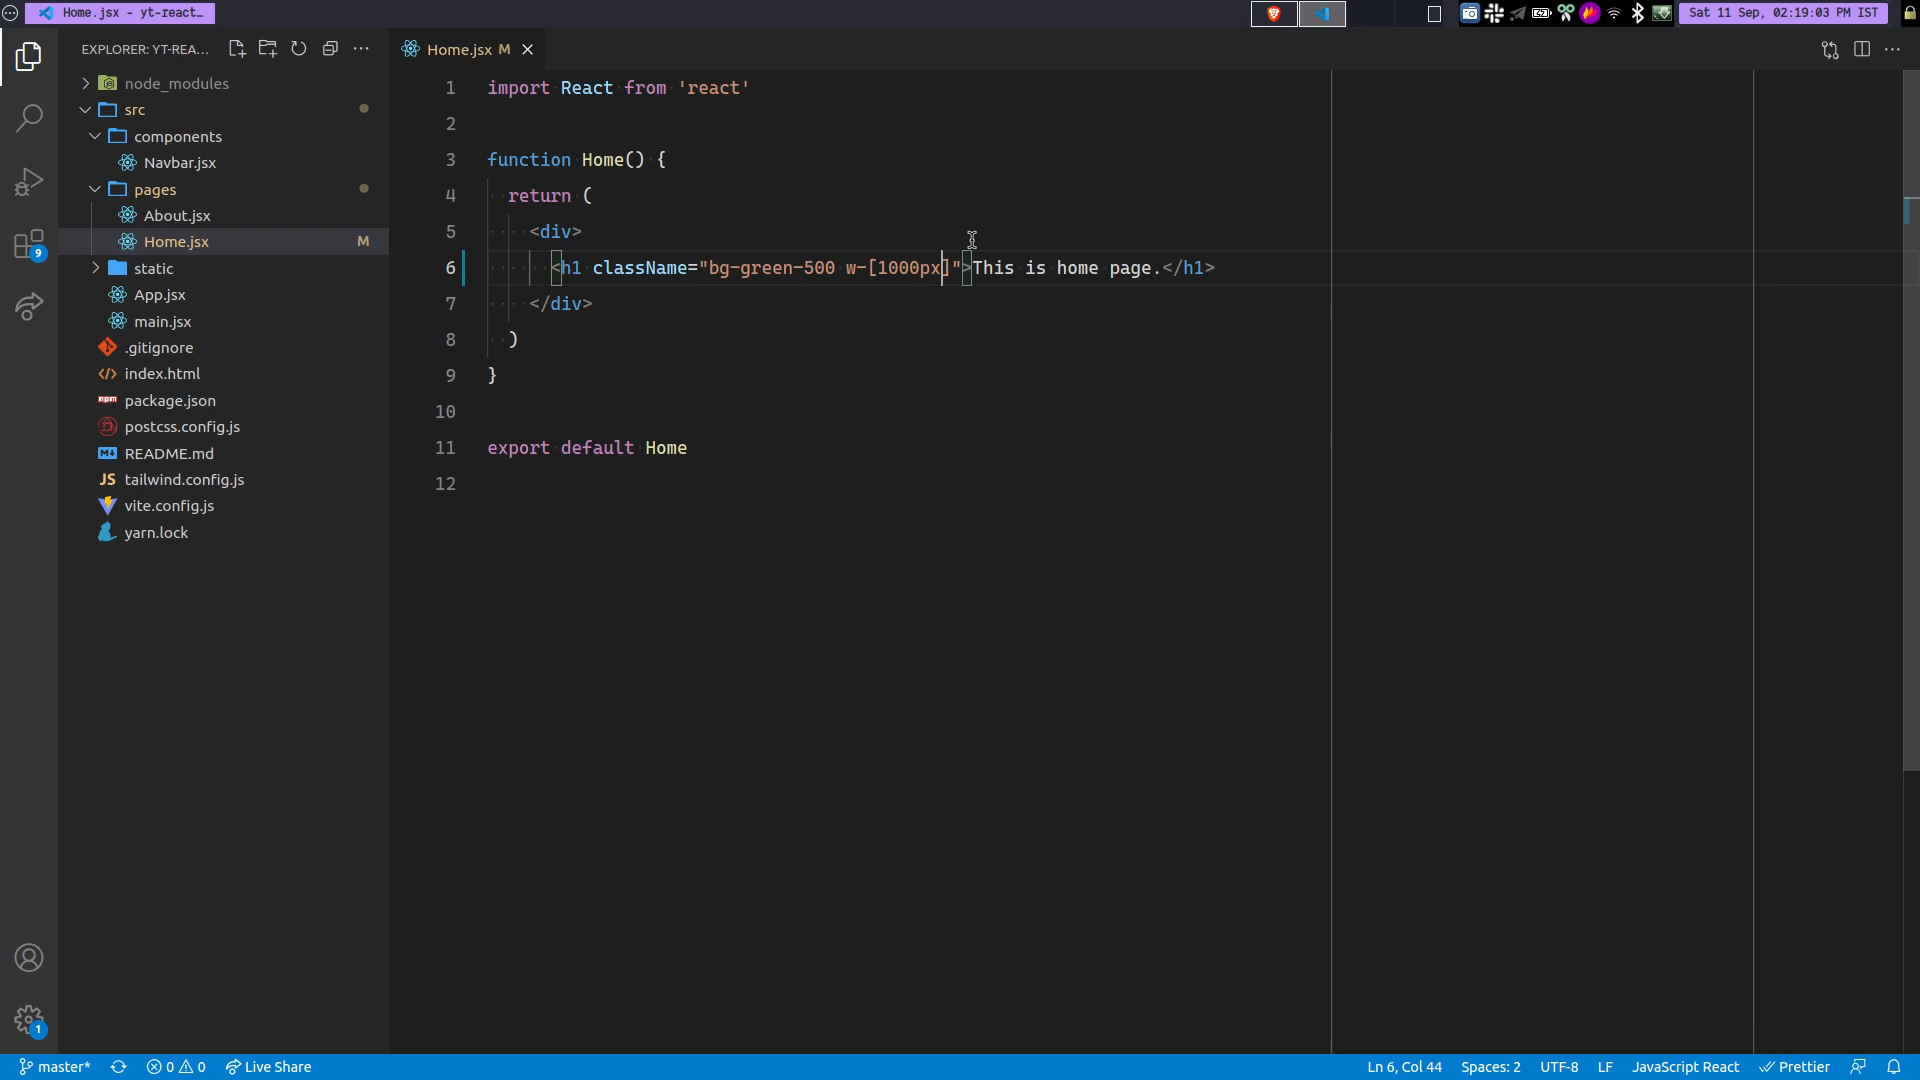 Home.jsx - yt-react…
Sat 11 Sep, 02:19:03 PM IST
EXPLORER: YT-REA…
Home.jsx M
node_modules
src
components
Navbar.jsx
pages
About.jsx
Home.jsx M
static
App.jsx
main.jsx
.gitignore
index.html
package.json
postcss.config.js
README.md
JS tailwind.config.js
vite.config.js
yarn.lock
9
1
1 import React from 'react'
2
3 function Home() {
4 return (
5 <div>
6 <h1 className="bg-green-500 w-[1000px]">This is home page.</h1>
7 </div>
8 )
9 }
10
11 export default Home
12
master* 0 0 Live Share
Ln 6, Col 44 Spaces: 2 UTF-8 LF JavaScript React Prettier